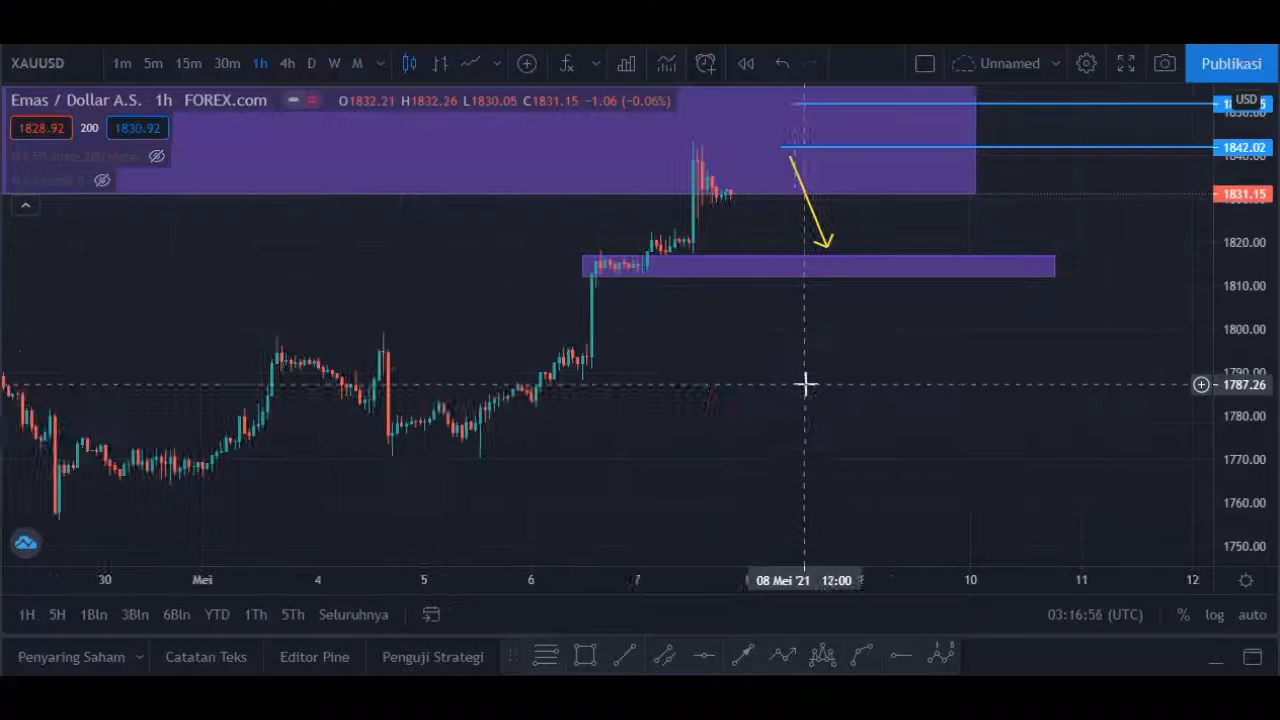 XAUUSD 1m 5m 15m 30m 1h 4h D W M Unnamed Publikasi
Emas / Dollar A.S. 1h FOREX.com O1832.21 H1832.26 L1830.05 C1831.15 −1.06 (−0.06%) USD
1828.92 200 1830.92
1842.02
1831.15
1820.00
1810.00
1800.00
1787.26
1780.00
1770.00
1760.00
1750.00
30 Mei 4 5 6 7 08 Mei '21 12:00 10 11 12
1H 5H 1Bln 3Bln 6Bln YTD 1Th 5Th Seluruhnya 03:16:56 (UTC) % log auto
Penyaring Saham Catatan Teks Editor Pine Penguji Strategi